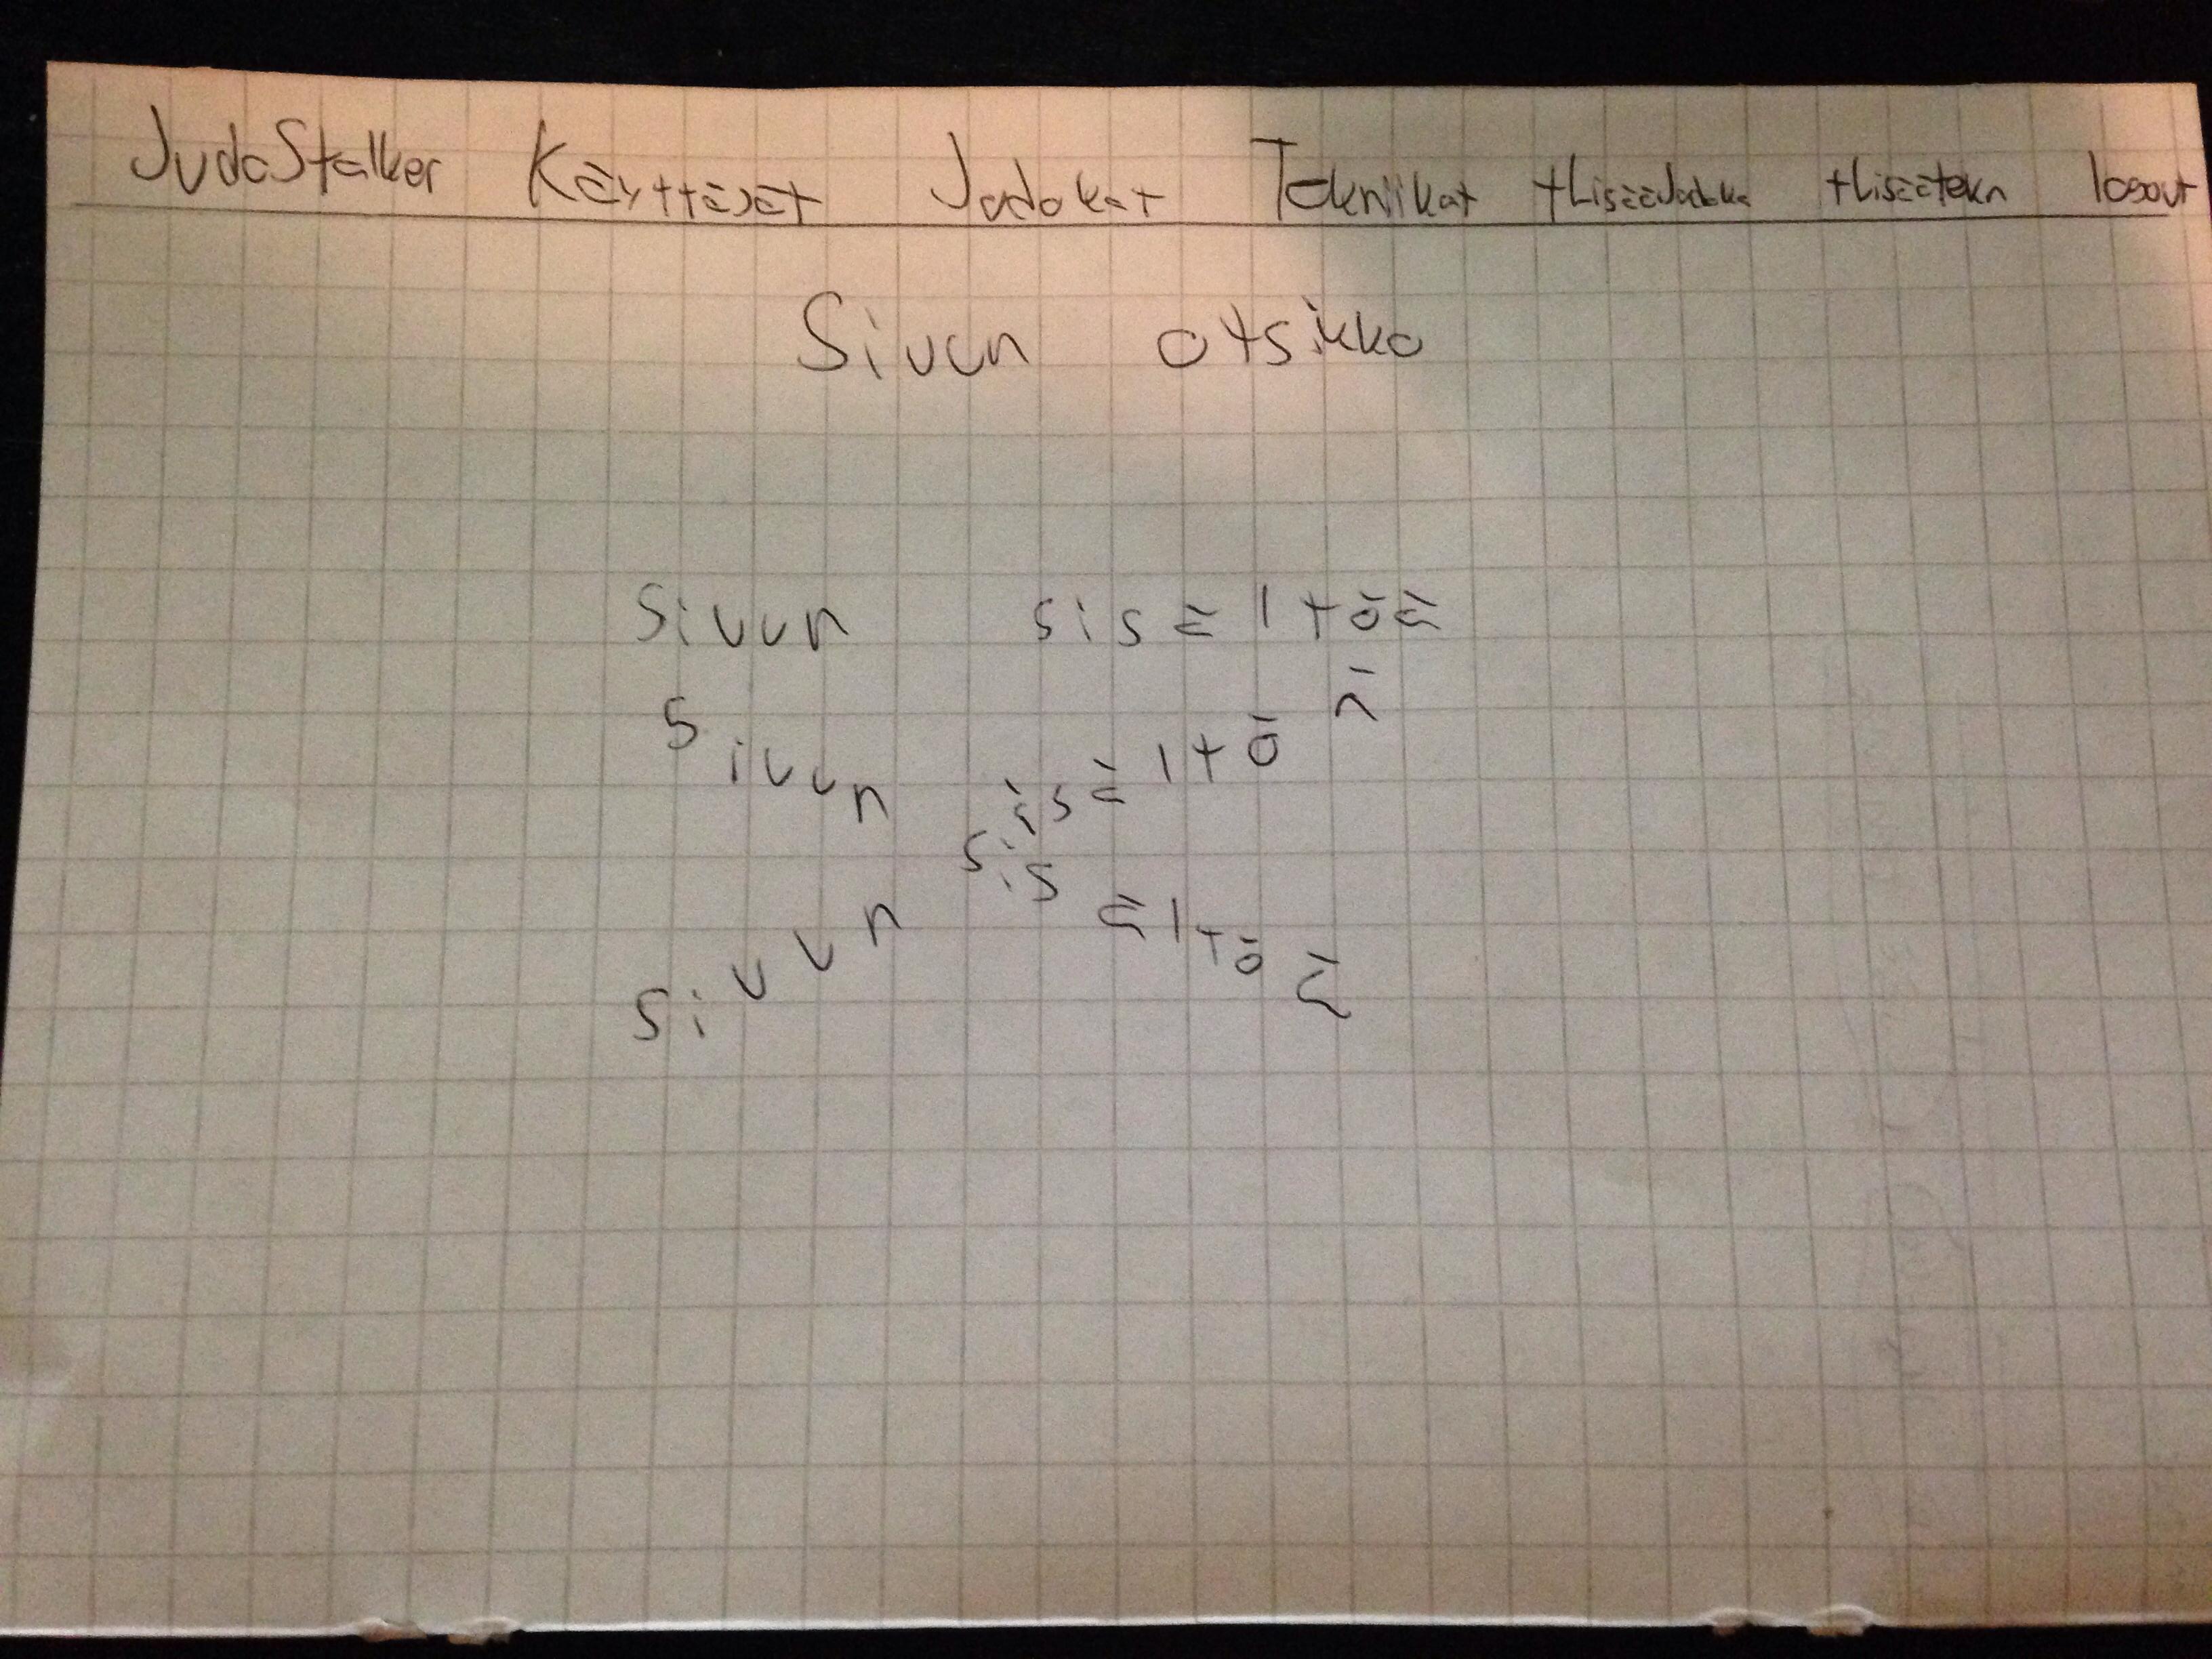 JudoStalker Käyttäjät Judokat Tekniikat +LisääJudoka +Lisäätekn logout
Sivun otsikko
Sivun sisältöä
Sivun sisältöä
Sivun sisältöä